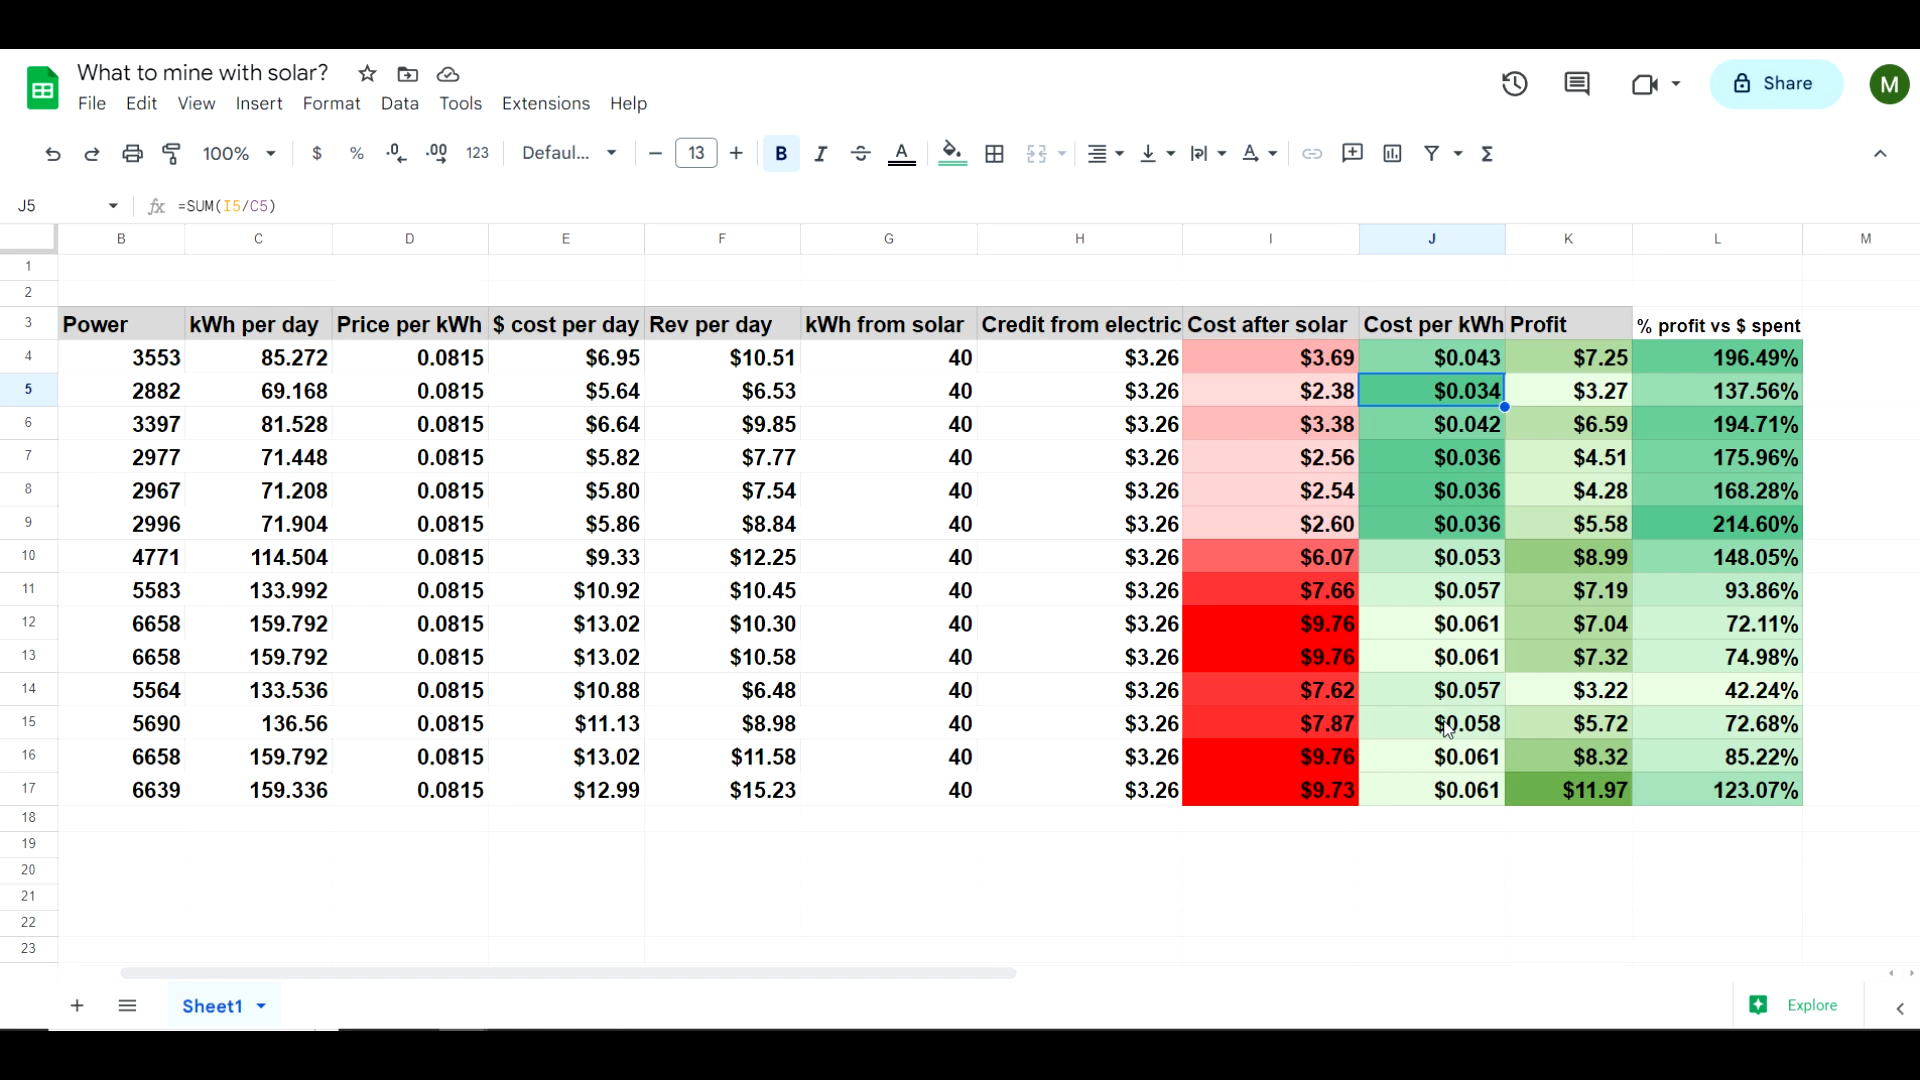 What to mine with solar?
File Edit View Insert Format Data Tools Extensions Help
Share
M
100% $ % .0 .00 123 Defaul... 13 B I A
J5 fx =SUM(I5/C5)
B C D E F G H I J K L M
1
2
3 Power kWh per day Price per kWh $ cost per day Rev per day kWh from solar Credit from electric Cost after solar Cost per kWh Profit % profit vs $ spent
4 3553 85.272 0.0815 $6.95 $10.51 40 $3.26 $3.69 $0.043 $7.25 196.49%
5 2882 69.168 0.0815 $5.64 $6.53 40 $3.26 $2.38 $0.034 $3.27 137.56%
6 3397 81.528 0.0815 $6.64 $9.85 40 $3.26 $3.38 $0.042 $6.59 194.71%
7 2977 71.448 0.0815 $5.82 $7.77 40 $3.26 $2.56 $0.036 $4.51 175.96%
8 2967 71.208 0.0815 $5.80 $7.54 40 $3.26 $2.54 $0.036 $4.28 168.28%
9 2996 71.904 0.0815 $5.86 $8.84 40 $3.26 $2.60 $0.036 $5.58 214.60%
10 4771 114.504 0.0815 $9.33 $12.25 40 $3.26 $6.07 $0.053 $8.99 148.05%
11 5583 133.992 0.0815 $10.92 $10.45 40 $3.26 $7.66 $0.057 $7.19 93.86%
12 6658 159.792 0.0815 $13.02 $10.30 40 $3.26 $9.76 $0.061 $7.04 72.11%
13 6658 159.792 0.0815 $13.02 $10.58 40 $3.26 $9.76 $0.061 $7.32 74.98%
14 5564 133.536 0.0815 $10.88 $6.48 40 $3.26 $7.62 $0.057 $3.22 42.24%
15 5690 136.56 0.0815 $11.13 $8.98 40 $3.26 $7.87 $0.058 $5.72 72.68%
16 6658 159.792 0.0815 $13.02 $11.58 40 $3.26 $9.76 $0.061 $8.32 85.22%
17 6639 159.336 0.0815 $12.99 $15.23 40 $3.26 $9.73 $0.061 $11.97 123.07%
18
19
20
21
22
23
Sheet1
Explore